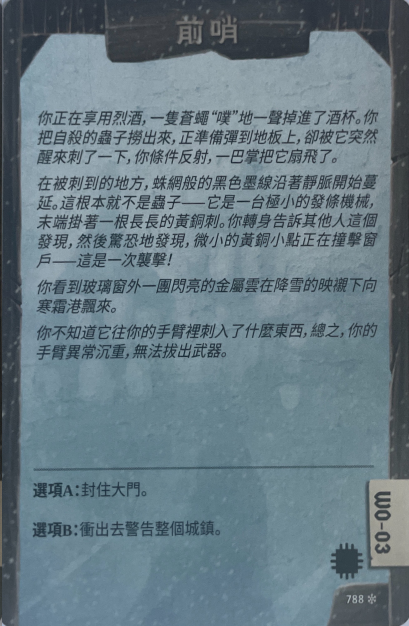 前哨
你正在享用烈酒，一隻蒼蠅“噗”地一聲掉進了酒杯。你
把自殺的蟲子撈出來，正準備彈到地板上，卻被它突然
醒來刺了一下，你條件反射，一巴掌把它扇飛了。
在被刺到的地方，蛛網般的黑色墨線沿著靜脈開始蔓
延。這根本就不是蟲子——它是一台極小的發條機械，
末端掛著一根長長的黃銅刺。你轉身告訴其他人這個
發現，然後驚恐地發現，微小的黃銅小點正在撞擊窗
戶——這是一次襲擊！
你看到玻璃窗外一團閃亮的金屬雲在降雪的映襯下向
寒霜港飄來。
你不知道它往你的手臂裡刺入了什麼東西，總之，你的
手臂異常沉重，無法拔出武器。
選項A：封住大門。
選項B：衝出去警告整個城鎮。
WO-03
788